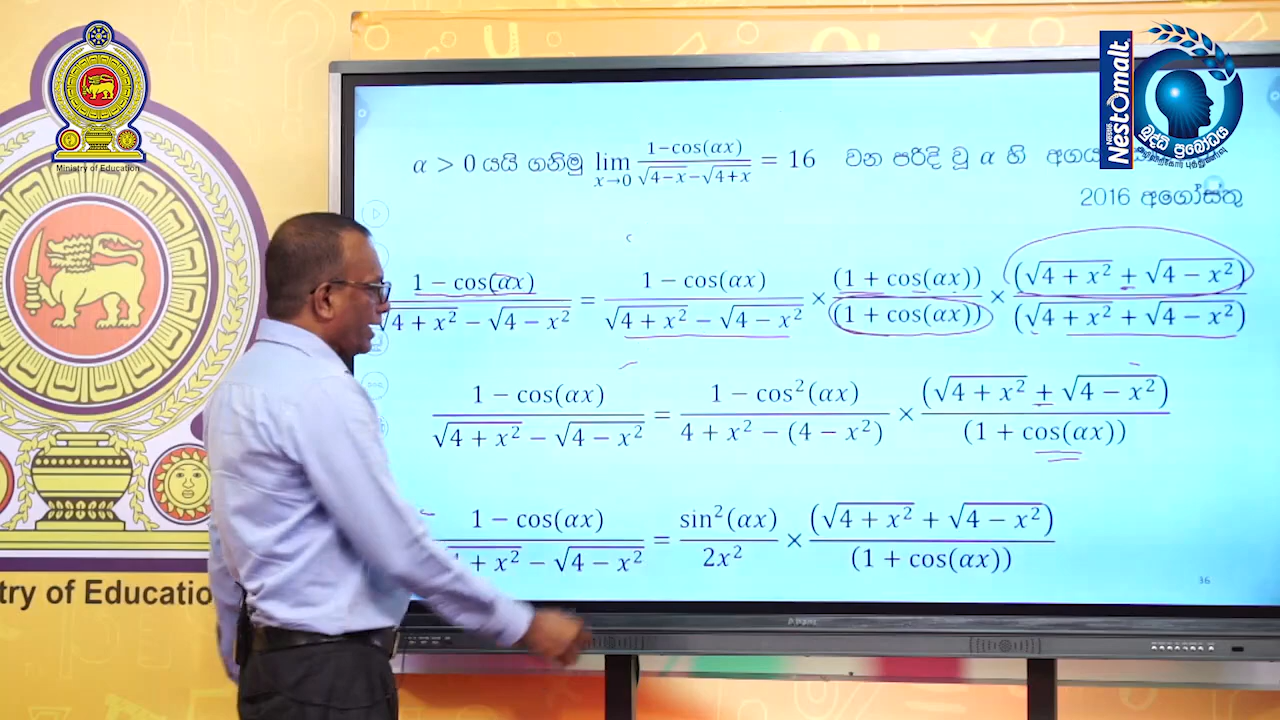 Ministry of Education
Nestomalt
බුද්ධි ප්‍රබෝධය
α > 0 යයි ගනිමු lim x→0 (1−cos(αx))/(√4−x−√4+x) = 16 වන පරිදි වූ α හි
2016 අගෝස්තු
(1 − cos(αx))/(√(4 + x²) − √(4 − x²)) = (1 − cos(αx))/(√(4 + x²) − √(4 − x²)) × (1 + cos(αx))/(1 + cos(αx)) × (√(4 + x²) + √(4 − x²))/(√(4 + x²) + √(4 − x²))
(1 − cos(αx))/(√(4 + x²) − √(4 − x²)) = (1 − cos²(αx))/(4 + x² − (4 − x²)) × (√(4 + x²) + √(4 − x²))/(1 + cos(αx))
(1 − cos(αx))/(√(4 + x²) − √(4 − x²)) = sin²(αx)/2x² × (√(4 + x²) + √(4 − x²))/(1 + cos(αx))
36
try of Educatio